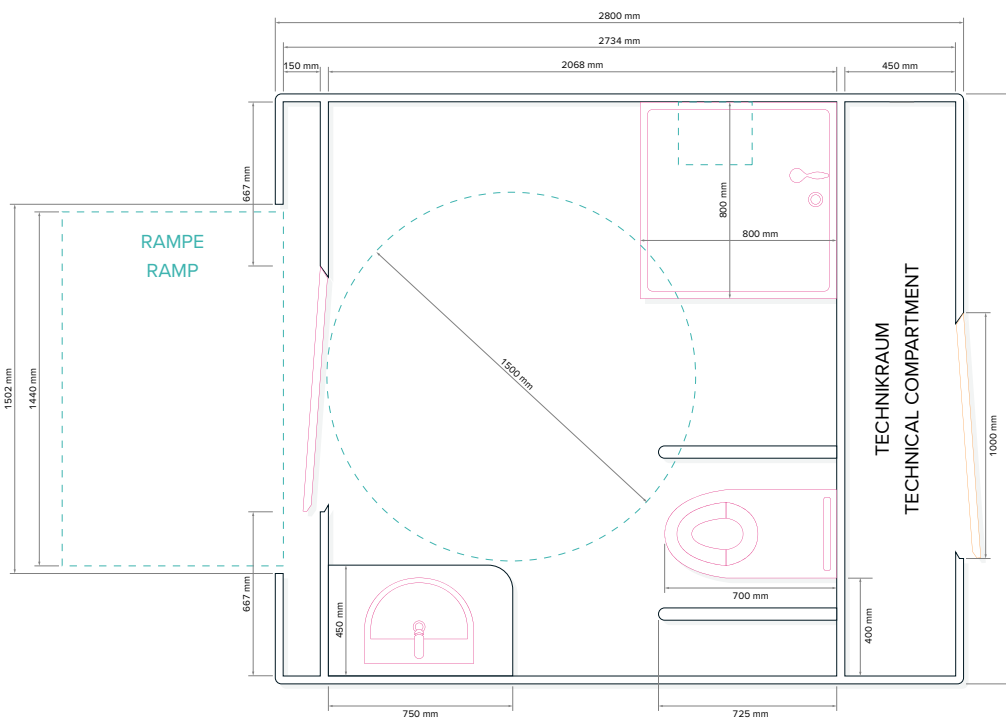 2800 mm
2734 mm
150 mm
2068 mm
450 mm
667 mm
800 mm
800 mm
RAMPE
RAMP
1500 mm
1502 mm
1440 mm
TECHNIKRAUM
TECHNICAL COMPARTMENT
1000 mm
667 mm
450 mm
700 mm
400 mm
750 mm
725 mm